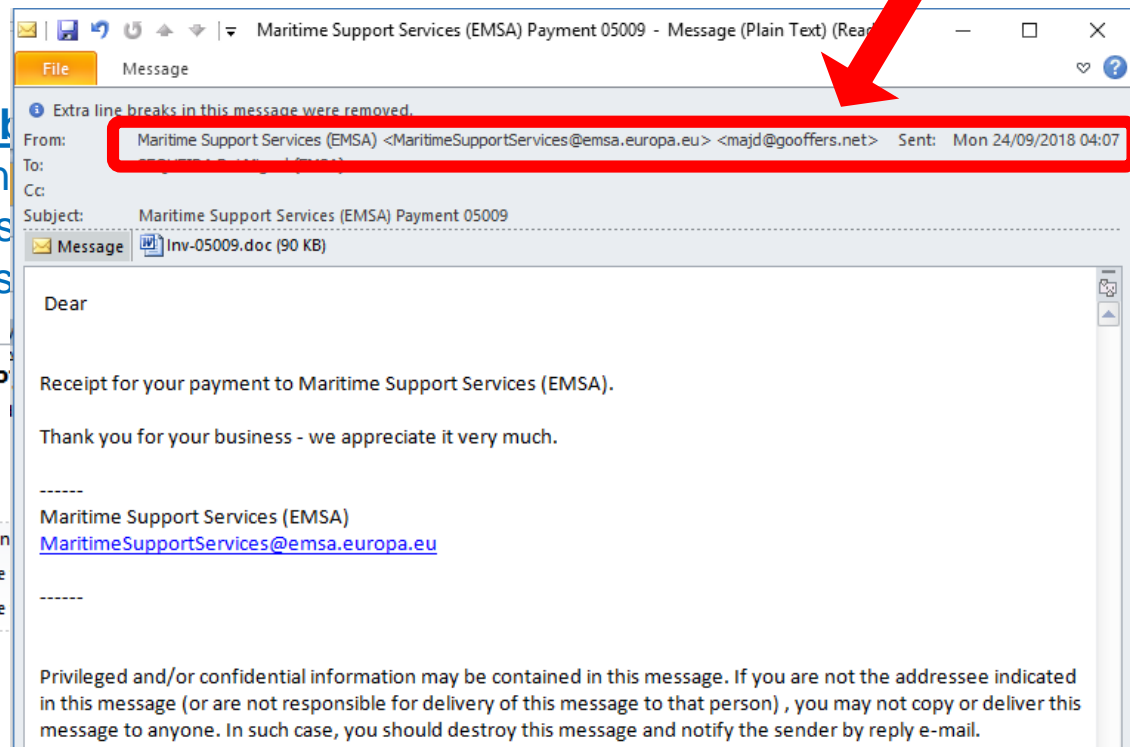 Maritime Support Services (EMSA) Payment 05009 - Message (Plain Text)
File Message
Extra line breaks in this message were removed.
From: Maritime Support Services (EMSA) <MaritimeSupportServices@emsa.europa.eu> <majd@gooffers.net> Sent: Mon 24/09/2018 04:07
To:
Cc:
Subject: Maritime Support Services (EMSA) Payment 05009
Message Inv-05009.doc (90 KB)
Dear
Receipt for your payment to Maritime Support Services (EMSA).
Thank you for your business - we appreciate it very much.
------
Maritime Support Services (EMSA)
MaritimeSupportServices@emsa.europa.eu
------
Privileged and/or confidential information may be contained in this message. If you are not the addressee indicated
in this message (or are not responsible for delivery of this message to that person) , you may not copy or deliver this
message to anyone. In such case, you should destroy this message and notify the sender by reply e-mail.